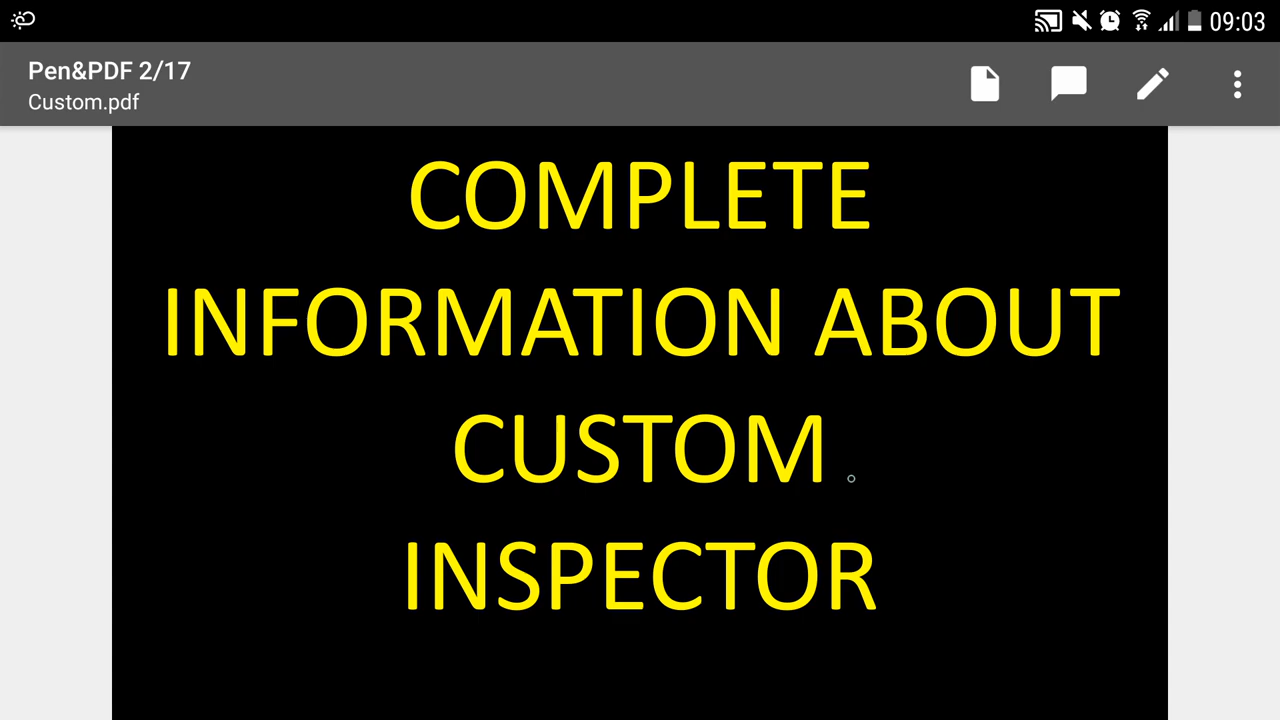 09:03
Pen&PDF 2/17
Custom.pdf
COMPLETE
INFORMATION ABOUT
CUSTOM
INSPECTOR